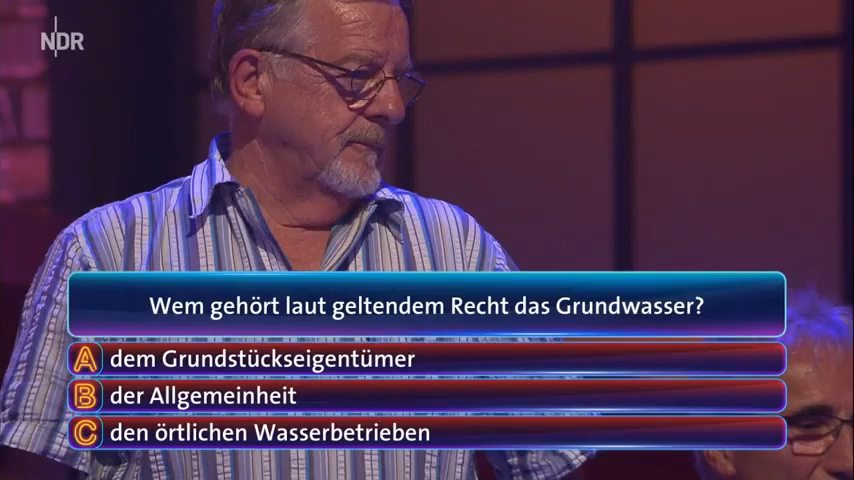 NDR
Wem gehört laut geltendem Recht das Grundwasser?
A dem Grundstückseigentümer
B der Allgemeinheit
C den örtlichen Wasserbetrieben